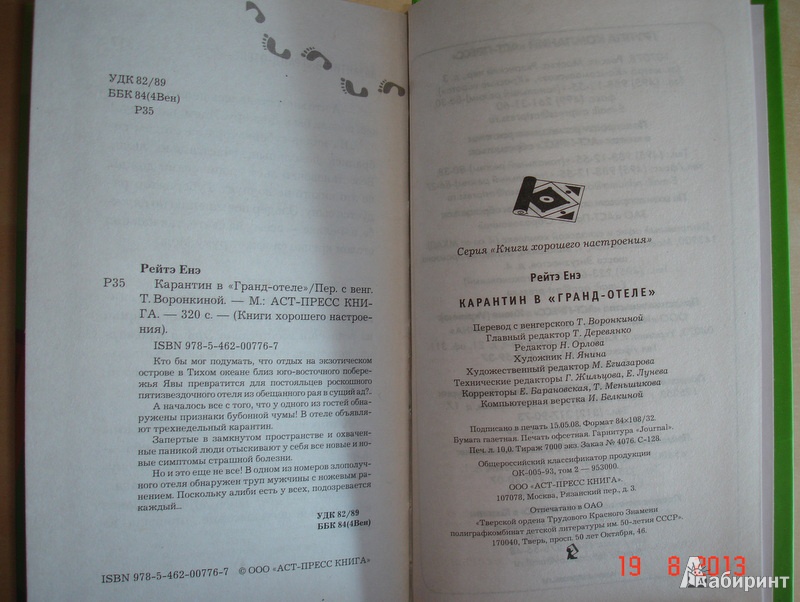 УДК 82/89
ББК 84(4Вен)
Р35
Рейтэ Енэ
Р35 Карантин в «Гранд-отеле»/Пер. с венг.
Т. Воронкиной. — М.: АСТ-ПРЕСС КНИ-
ГА. — 320 с. — (Книги хорошего настрое-
ния).
ISBN 978-5-462-00776-7
Кто бы мог подумать, что отдых на экзотическом
острове в Тихом океане близ юго-восточного побере-
жья Явы превратится для постояльцев роскошного
пятизвездочного отеля из обещанного рая в сущий ад?.
А началось все с того, что у одного из гостей обна-
ружены признаки бубонной чумы! В отеле объявля-
ют трехнедельный карантин.
Запертые в замкнутом пространстве и охвачен-
ные паникой люди отыскивают у себя все новые и но-
вые симптомы страшной болезни.
Но и это еще не все! В одном из номеров злополуч-
ного отеля обнаружен труп мужчины с ножевым ра-
нением. Поскольку алиби есть у всех, подозревается
каждый...
УДК 82/89
ББК 84(4Вен)
ISBN 978-5-462-00776-7 © ООО «АСТ-ПРЕСС КНИГА»
Серия «Книги хорошего настроения»
Рейтэ Енэ
КАРАНТИН В «ГРАНД-ОТЕЛЕ»
Перевод с венгерского Т. Воронкиной
Главный редактор Т. Деревянко
Редактор Н. Орлова
Художник Н. Янина
Художественный редактор М. Егиазарова
Технические редакторы Г. Жильцова, Е. Лунева
Корректоры Е. Барановская, Т. Меньшикова
Компьютерная верстка И. Велкиной
Подписано в печать 15.05.08. Формат 84×108/32.
Бумага газетная. Печать офсетная. Гарнитура «Journal».
Печ. л. 10,0. Тираж 7000 экз. Заказ № 4076. С-128.
Общероссийский классификатор продукции
ОК-005-93, том 2 — 953000.
ООО «АСТ-ПРЕСС КНИГА».
107078, Москва, Рязанский пер., д. 3.
Отпечатано в ОАО
«Тверской ордена Трудового Красного Знамени
полиграфкомбинат детской литературы им. 50-летия СССР».
170040, Тверь, просп. 50 лет Октября, 46.
19 8 2013
Лабиринт